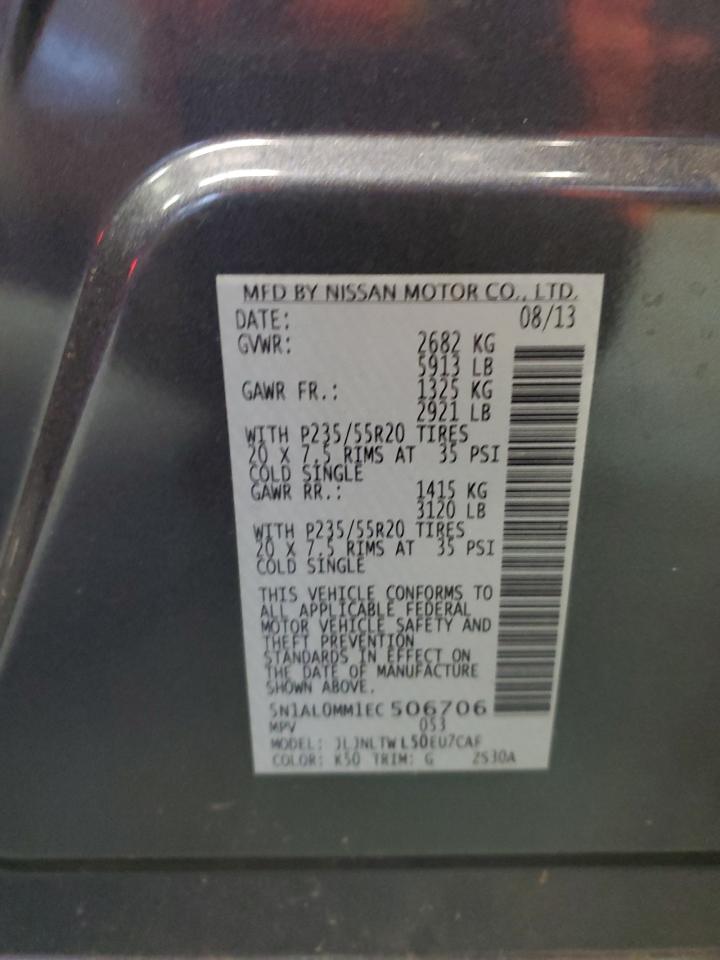 MFD BY NISSAN MOTOR CO., LTD.
DATE: 08/13
GVWR: 2682 KG
5913 LB
GAWR FR.: 1325 KG
2921 LB
WITH P235/55R20 TIRES
20 X 7.5 RIMS AT 35 PSI
COLD SINGLE
GAWR RR.: 1415 KG
3120 LB
WITH P235/55R20 TIRES
20 X 7.5 RIMS AT 35 PSI
COLD SINGLE
THIS VEHICLE CONFORMS TO
ALL APPLICABLE FEDERAL
MOTOR VEHICLE SAFETY AND
THEFT PREVENTION
STANDARDS IN EFFECT ON
THE DATE OF MANUFACTURE
SHOWN ABOVE.
5N1AL0MM1EC 506706
MPV 053
MODEL:
COLOR: K50 TRIM: G 2S30A